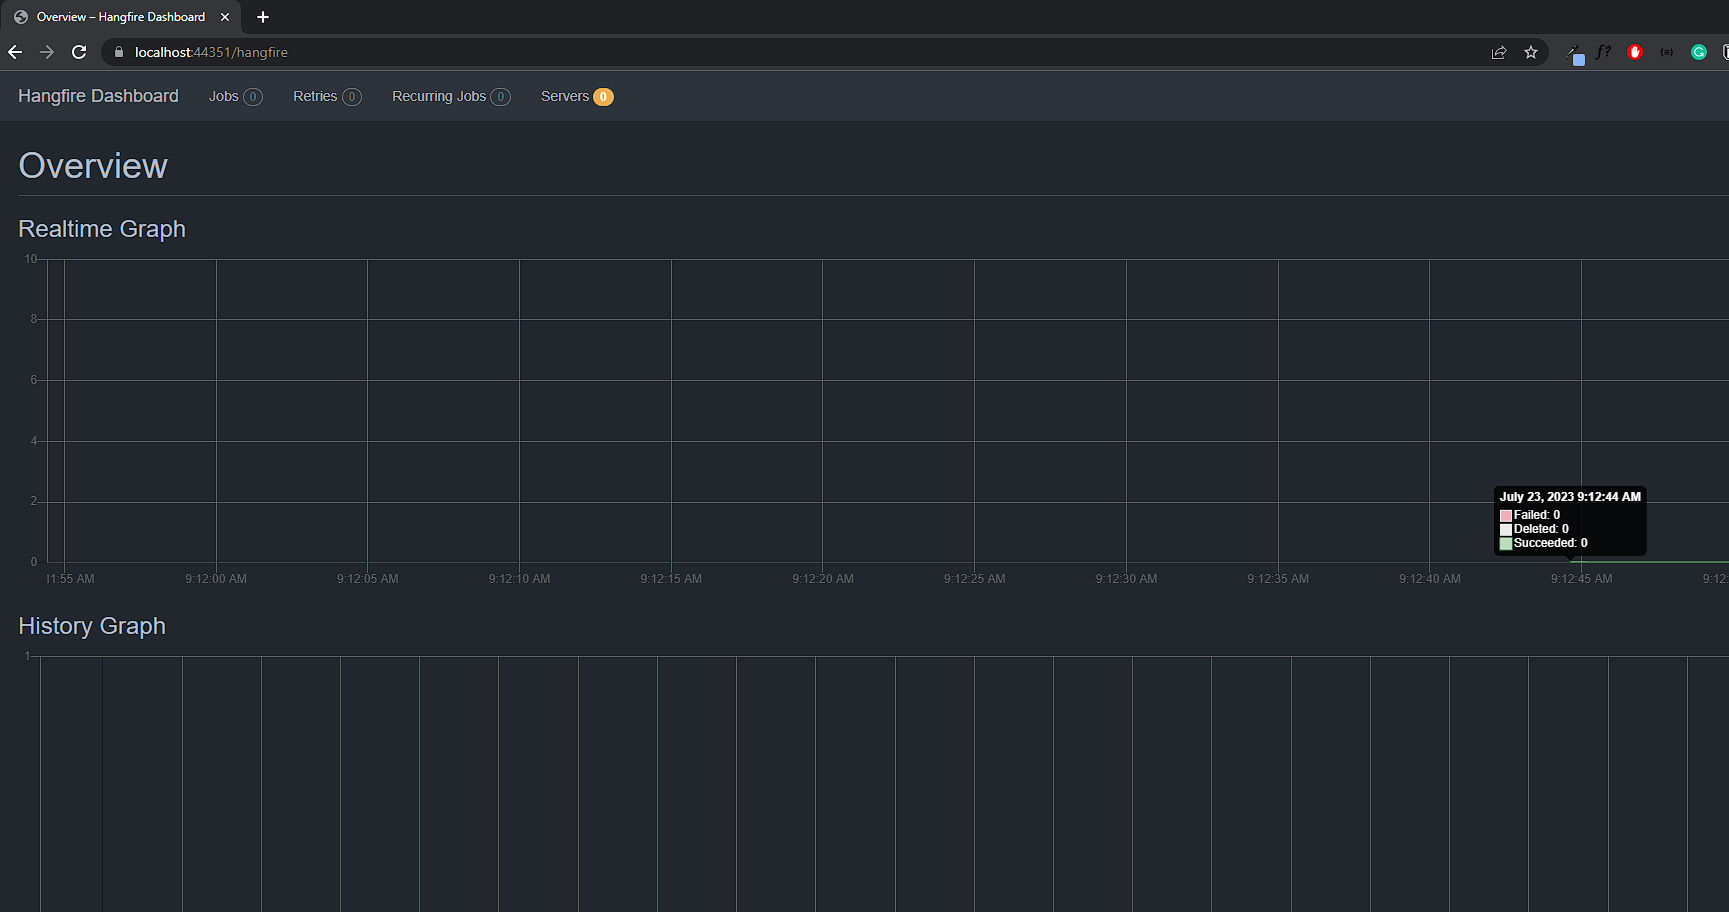 Overview – Hangfire Dashboard
localhost:44351/hangfire
f?
Hangfire Dashboard Jobs 0 Retries 0 Recurring Jobs 0 Servers 0
Overview
Realtime Graph
10
8
6
4
2
0
July 23, 2023 9:12:44 AM
Failed: 0
Deleted: 0
Succeeded: 0
11:55 AM 9:12:00 AM 9:12:05 AM 9:12:10 AM 9:12:15 AM 9:12:20 AM 9:12:25 AM 9:12:30 AM 9:12:35 AM 9:12:40 AM 9:12:45 AM 9:12:
History Graph
1